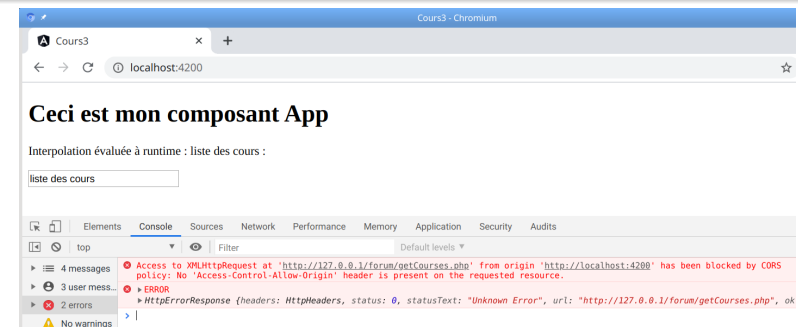 Cours3 - Chromium
Cours3
localhost:4200
Ceci est mon composant App
Interpolation évaluée à runtime : liste des cours :
liste des cours
Elements Console Sources Network Performance Memory Application Security Audits
top Filter Default levels ▼
4 messages
3 user mess...
2 errors
No warnings
Access to XMLHttpRequest at 'http://127.0.0.1/forum/getCourses.php' from origin 'http://localhost:4200' has been blocked by CORS
policy: No 'Access-Control-Allow-Origin' header is present on the requested resource.
▶ERROR
▶HttpErrorResponse {headers: HttpHeaders, status: 0, statusText: "Unknown Error", url: "http://127.0.0.1/forum/getCourses.php", ok
>